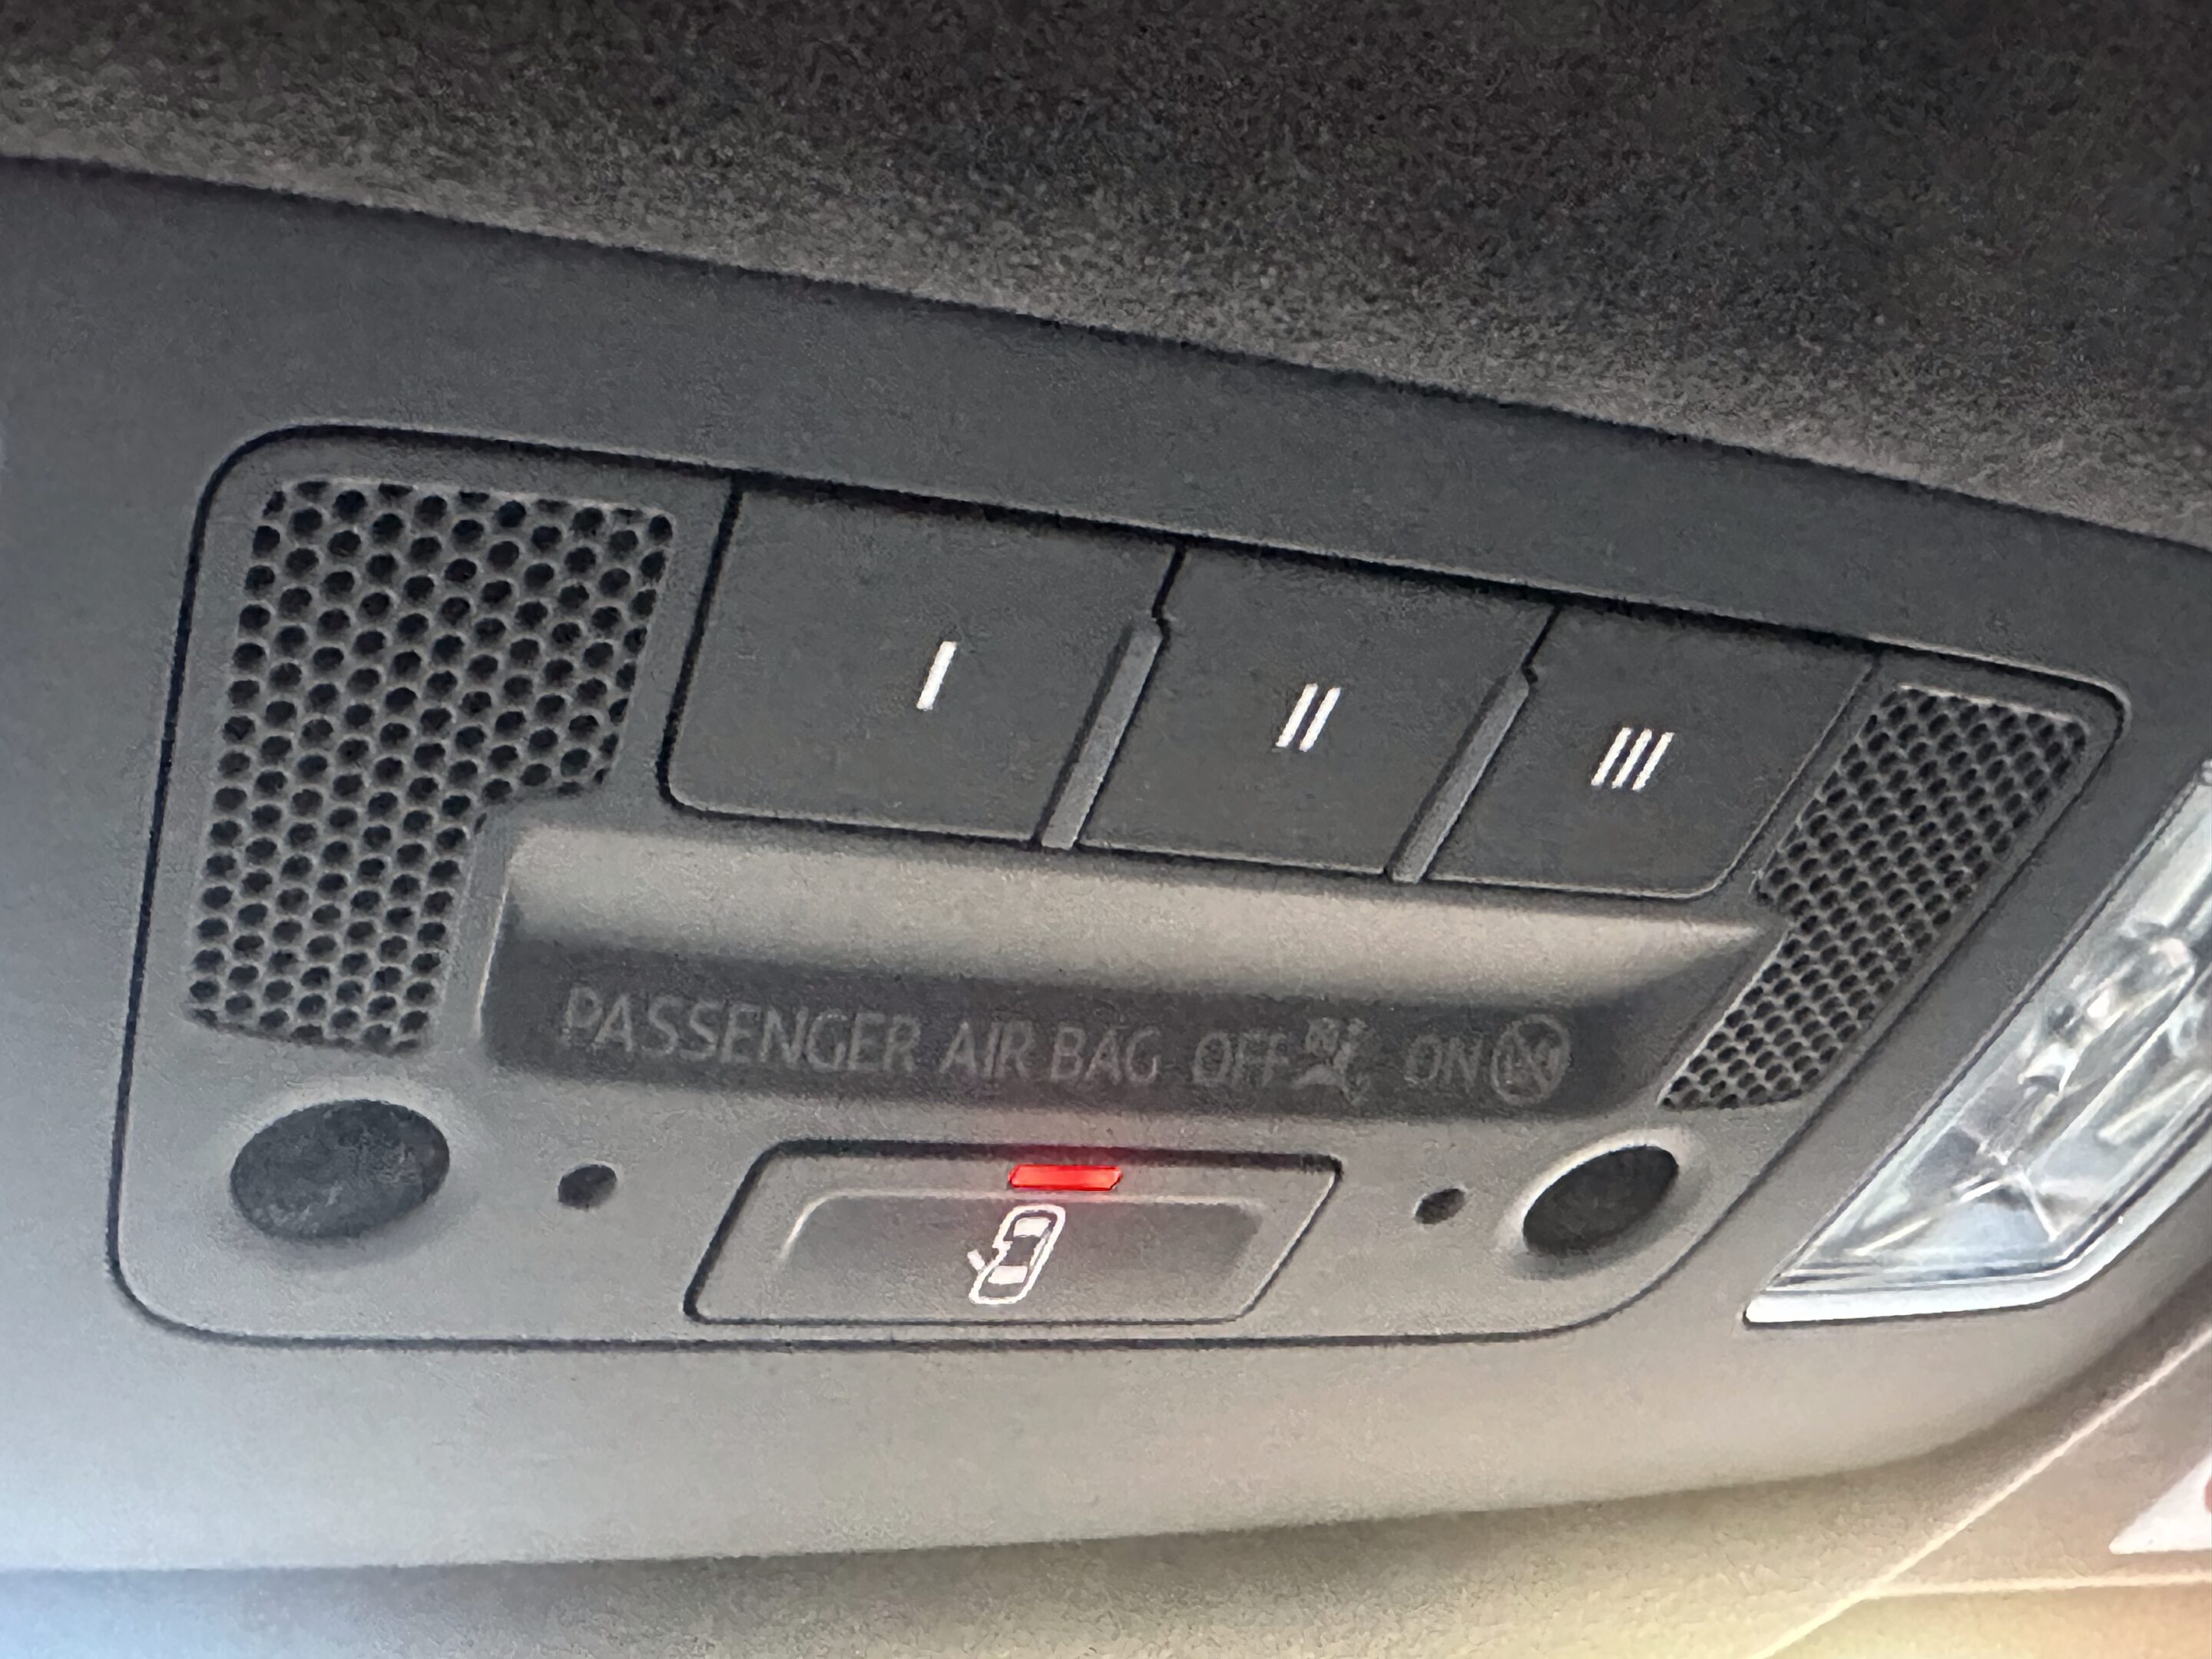 I II III
PASSENGER AIR BAG OFF ON